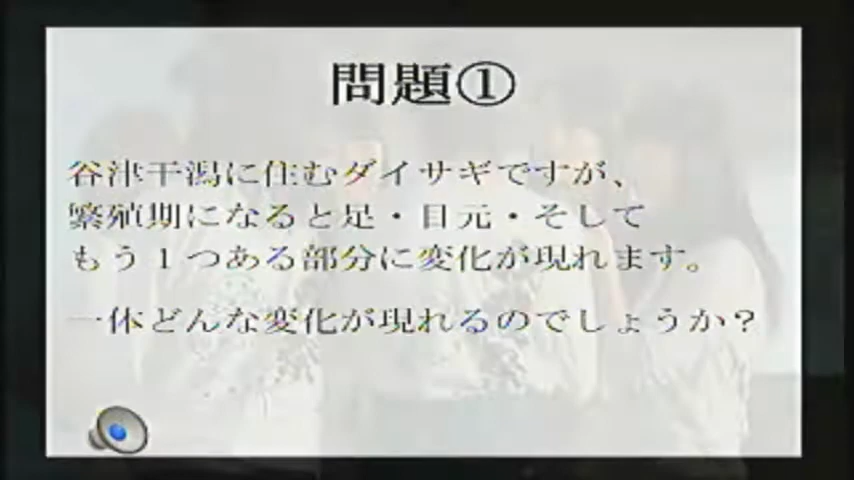 問題①
谷津干潟に住むダイサギですが、
繁殖期になると足・目元・そして
もう１つある部分に変化が現れます。
一体どんな変化が現れるのでしょうか？